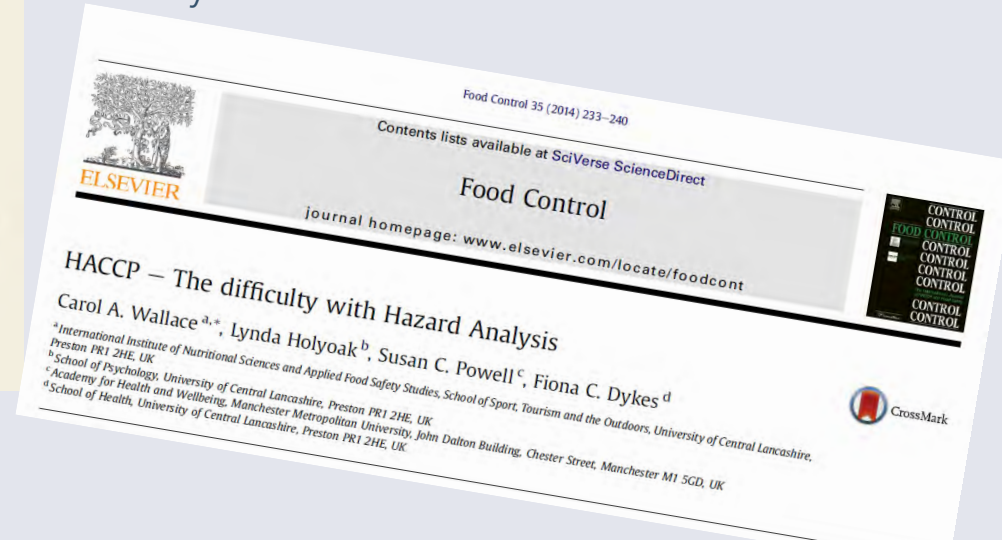 Food Control 35 (2014) 233–240
Contents lists available at SciVerse ScienceDirect
Food Control
journal homepage: www.elsevier.com/locate/foodcont
ELSEVIER
CONTROL
CONTROL
FOOD CONTROL
CONTROL
CONTROL
CONTROL
CONTROL
CONTROL
CONTROL
HACCP – The difficulty with Hazard Analysis
Carol A. Wallace a,*, Lynda Holyoak b, Susan C. Powell c, Fiona C. Dykes d
a International Institute of Nutritional Sciences and Applied Food Safety Studies, School of Sport, Tourism and the Outdoors, University of Central Lancashire,
Preston PR1 2HE, UK
b School of Psychology, University of Central Lancashire, Preston PR1 2HE, UK
c Academy for Health and Wellbeing, Manchester Metropolitan University, John Dalton Building, Chester Street, Manchester M1 5GD, UK
d School of Health, University of Central Lancashire, Preston PR1 2HE, UK
CrossMark